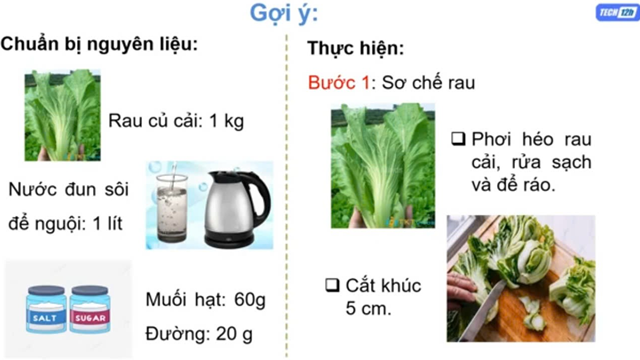 Gợi ý:
TECH 12h
Chuẩn bị nguyên liệu:
Rau củ cải: 1 kg
Nước đun sôi
để nguội: 1 lít
SALT
SUGAR
Muối hạt: 60g
Đường: 20 g
Thực hiện:
Bước 1: Sơ chế rau
Phơi héo rau
cải, rửa sạch
và để ráo.
Cắt khúc
5 cm.